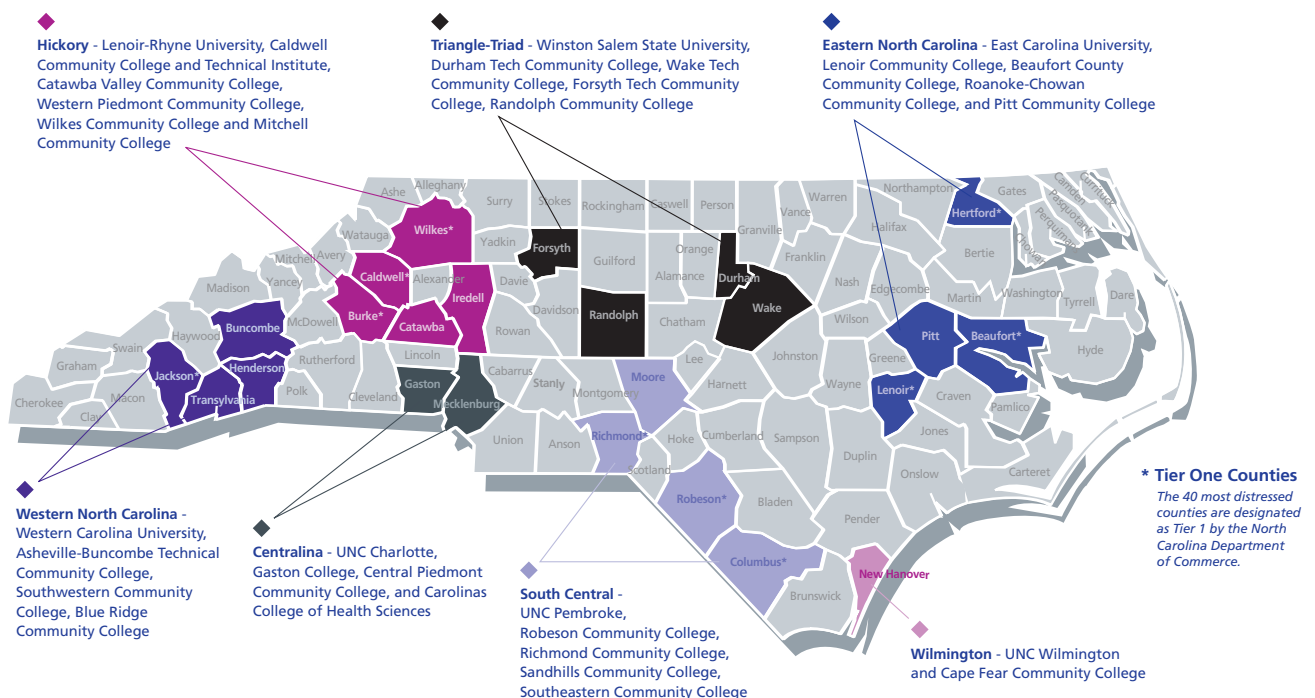 Hickory - Lenoir-Rhyne University, Caldwell
Community College and Technical Institute,
Catawba Valley Community College,
Western Piedmont Community College,
Wilkes Community College and Mitchell
Community College
Triangle-Triad - Winston Salem State University,
Durham Tech Community College, Wake Tech
Community College, Forsyth Tech Community
College, Randolph Community College
Eastern North Carolina - East Carolina University,
Lenoir Community College, Beaufort County
Community College, Roanoke-Chowan
Community College, and Pitt Community College
Ashe
Alleghany
Surry
Stokes
Rockingham
Caswell
Person
Granville
Vance
Warren
Northampton
Gates
Camden
Currituck
Pasquotank
Perquiman
Chowan
Hertford*
Halifax
Bertie
Wilkes*
Watauga
Yadkin
Forsyth
Guilford
Orange
Alamance
Durham
Franklin
Nash
Edgecombe
Martin
Washington
Tyrrell
Dare
Mitchell
Avery
Yancey
Madison
Caldwell*
Alexander
Iredell
Davie
Davidson
Randolph
Chatham
Wake
Wilson
Pitt
Beaufort*
Hyde
Buncombe
McDowell
Burke*
Catawba
Rowan
Haywood
Swain
Graham
Jackson*
Henderson
Transylvania
Rutherford
Polk
Cleveland
Lincoln
Gaston
Mecklenburg
Cabarrus
Stanly
Montgomery
Moore
Lee
Harnett
Johnston
Wayne
Greene
Lenoir*
Craven
Pamlico
Cherokee
Clay
Macon
Union
Anson
Richmond*
Scotland
Hoke
Cumberland
Sampson
Duplin
Jones
Onslow
Carteret
Robeson*
Bladen
Pender
Columbus*
Brunswick
New Hanover
* Tier One Counties
The 40 most distressed
counties are designated
as Tier 1 by the North
Carolina Department
of Commerce.
Western North Carolina -
Western Carolina University,
Asheville-Buncombe Technical
Community College,
Southwestern Community
College, Blue Ridge
Community College
Centralina - UNC Charlotte,
Gaston College, Central Piedmont
Community College, and Carolinas
College of Health Sciences
South Central -
UNC Pembroke,
Robeson Community College,
Richmond Community College,
Sandhills Community College,
Southeastern Community College
Wilmington - UNC Wilmington
and Cape Fear Community College